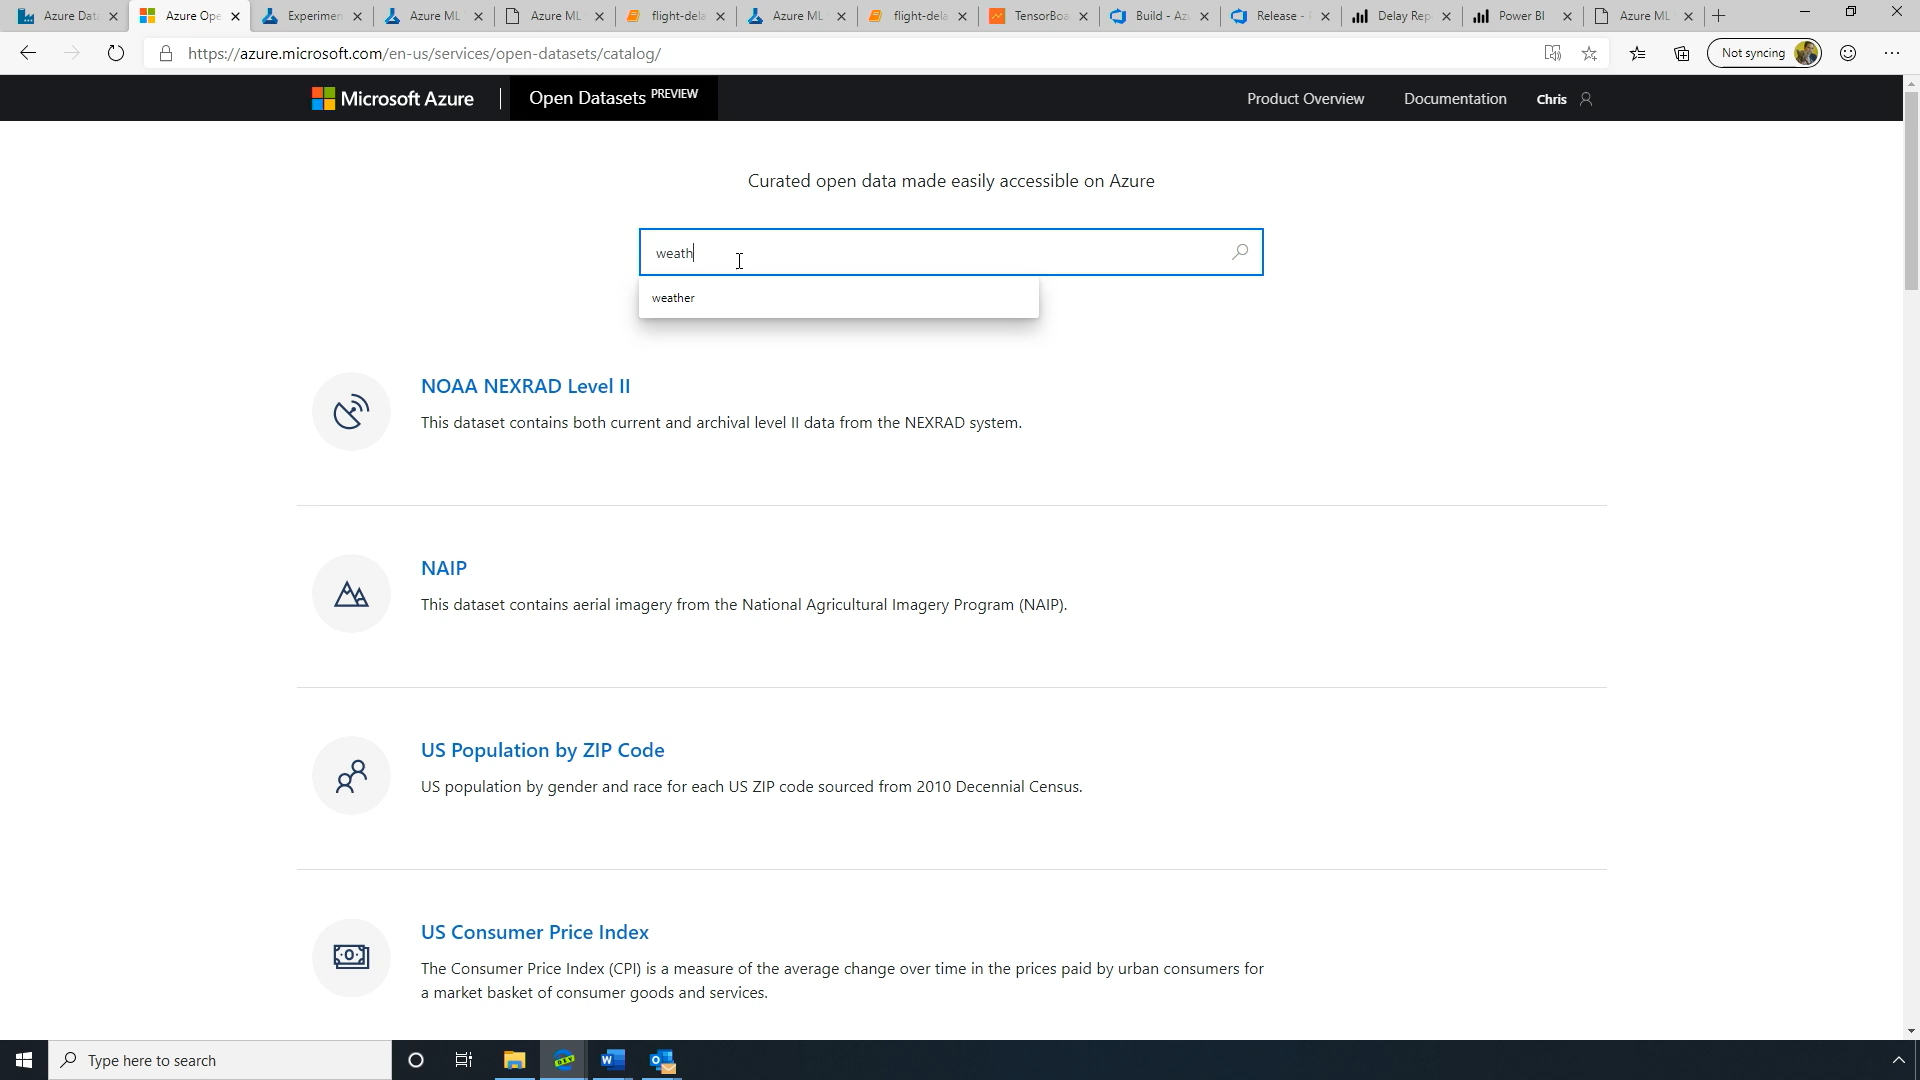 Azure Dat
Azure Ope
Experimen
Azure ML
Azure ML
flight-dela
Azure ML
flight-dela
TensorBoa
Build - Az
Release -
Delay Rep
Power BI
Azure ML
https://azure.microsoft.com/en-us/services/open-datasets/catalog/
Not syncing
Microsoft Azure
Open Datasets PREVIEW
Product Overview
Documentation
Chris
Curated open data made easily accessible on Azure
weath
weather
NOAA NEXRAD Level II
This dataset contains both current and archival level II data from the NEXRAD system.
NAIP
This dataset contains aerial imagery from the National Agricultural Imagery Program (NAIP).
US Population by ZIP Code
US population by gender and race for each US ZIP code sourced from 2010 Decennial Census.
US Consumer Price Index
The Consumer Price Index (CPI) is a measure of the average change over time in the prices paid by urban consumers for
a market basket of consumer goods and services.
Type here to search